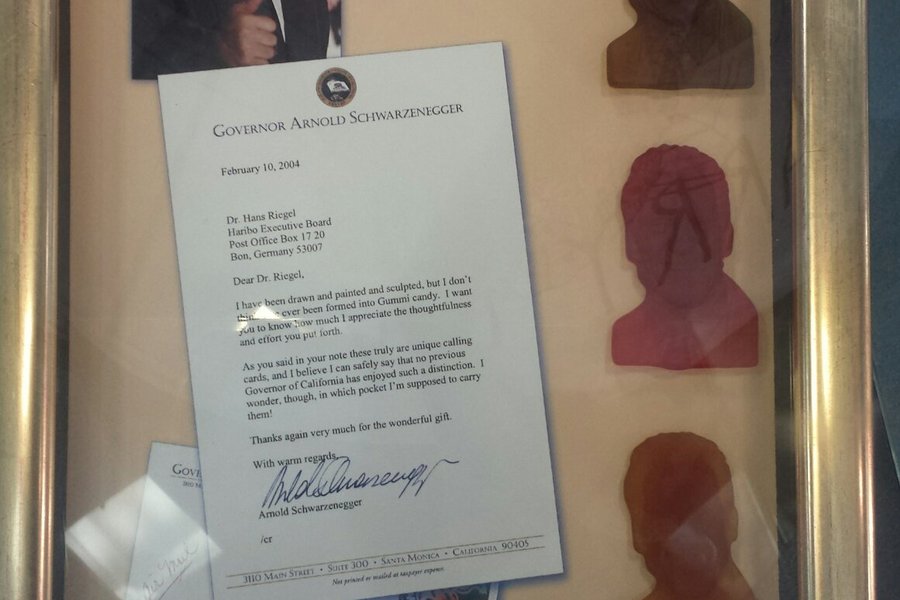 GOVERNOR ARNOLD SCHWARZENEGGER
February 10, 2004
Dr. Hans Riegel
Haribo Executive Board
Post Office Box 17 20
Bon, Germany 53007
Dear Dr. Riegel,
I have been drawn and painted and sculpted, but I don't
ever been formed into Gummi candy. I want
you to know how much I appreciate the thoughtfulness
and effort you put forth.
As you said in your note these truly are unique calling
cards, and I believe I can safely say that no previous
Governor of California has enjoyed such a distinction. I
wonder, though, in which pocket I'm supposed to carry
them!
Thanks again very much for the wonderful gift.
With warm regards,
Arnold Schwarzenegger
Arnold Schwarzenegger
/cr
3110 MAIN STREET • SUITE 300 • SANTA MONICA • CALIFORNIA 90405
Not printed or mailed at taxpayer expense.